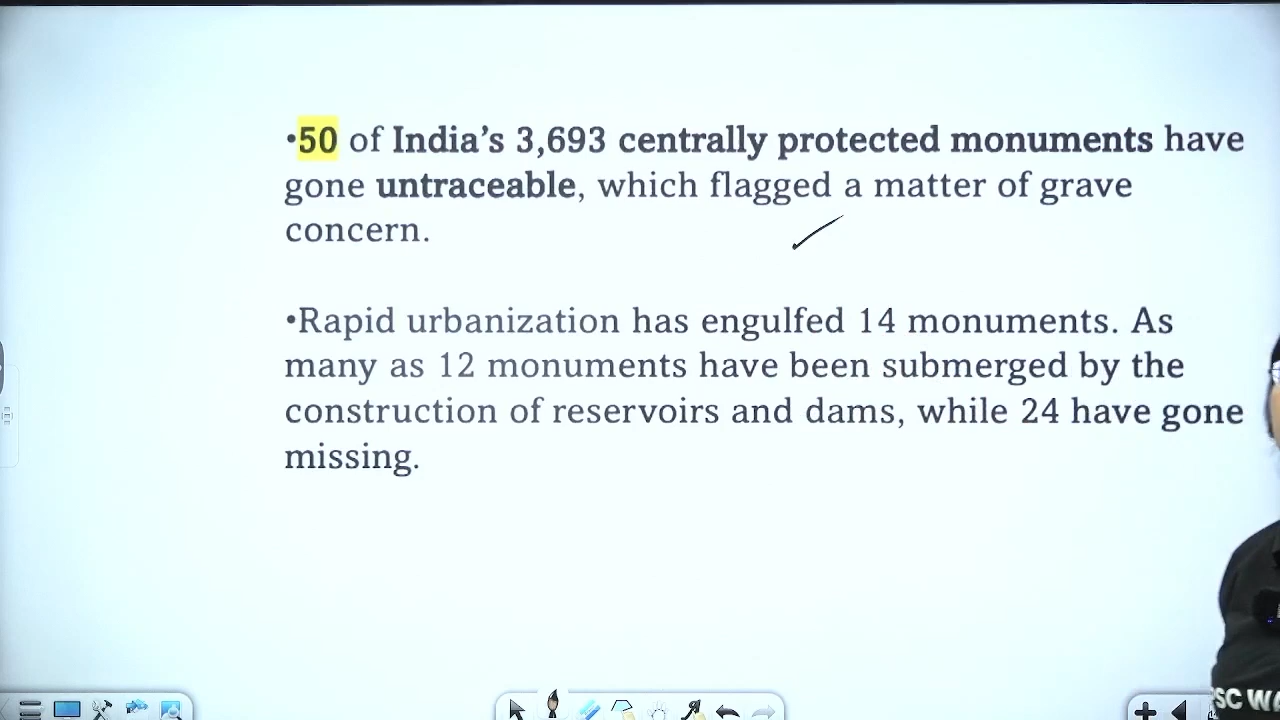 •50 of India’s 3,693 centrally protected monuments have
gone untraceable, which flagged a matter of grave
concern.
•Rapid urbanization has engulfed 14 monuments. As
many as 12 monuments have been submerged by the
construction of reservoirs and dams, while 24 have gone
missing.